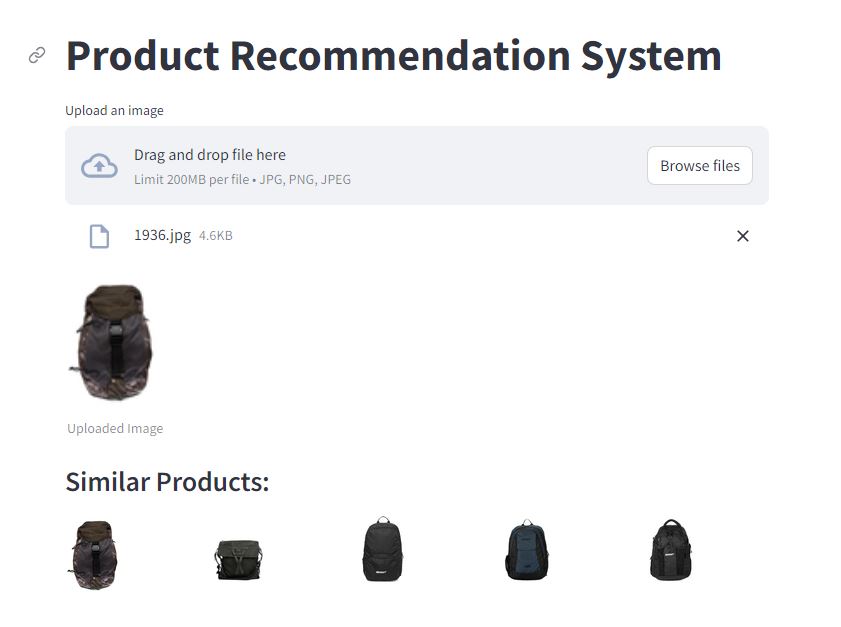 Product Recommendation System
Upload an image
Drag and drop file here
Limit 200MB per file • JPG, PNG, JPEG
Browse files
1936.jpg 4.6KB
Uploaded Image
Similar Products: